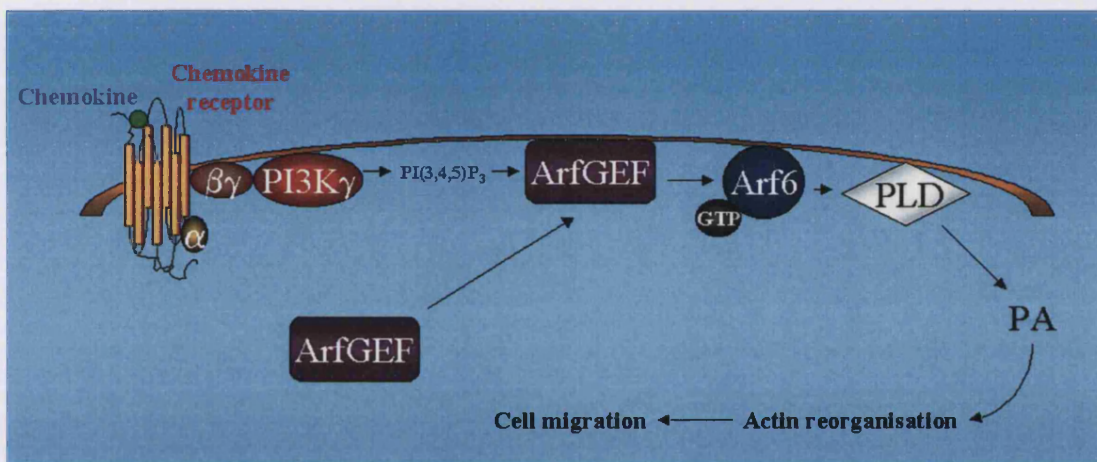 Chemokine
receptor
Chemokine
βγ
PI3Kγ
PI(3,4,5)P₃
ArfGEF
Arf6
GTP
PLD
α
ArfGEF
PA
Cell migration
Actin reorganisation